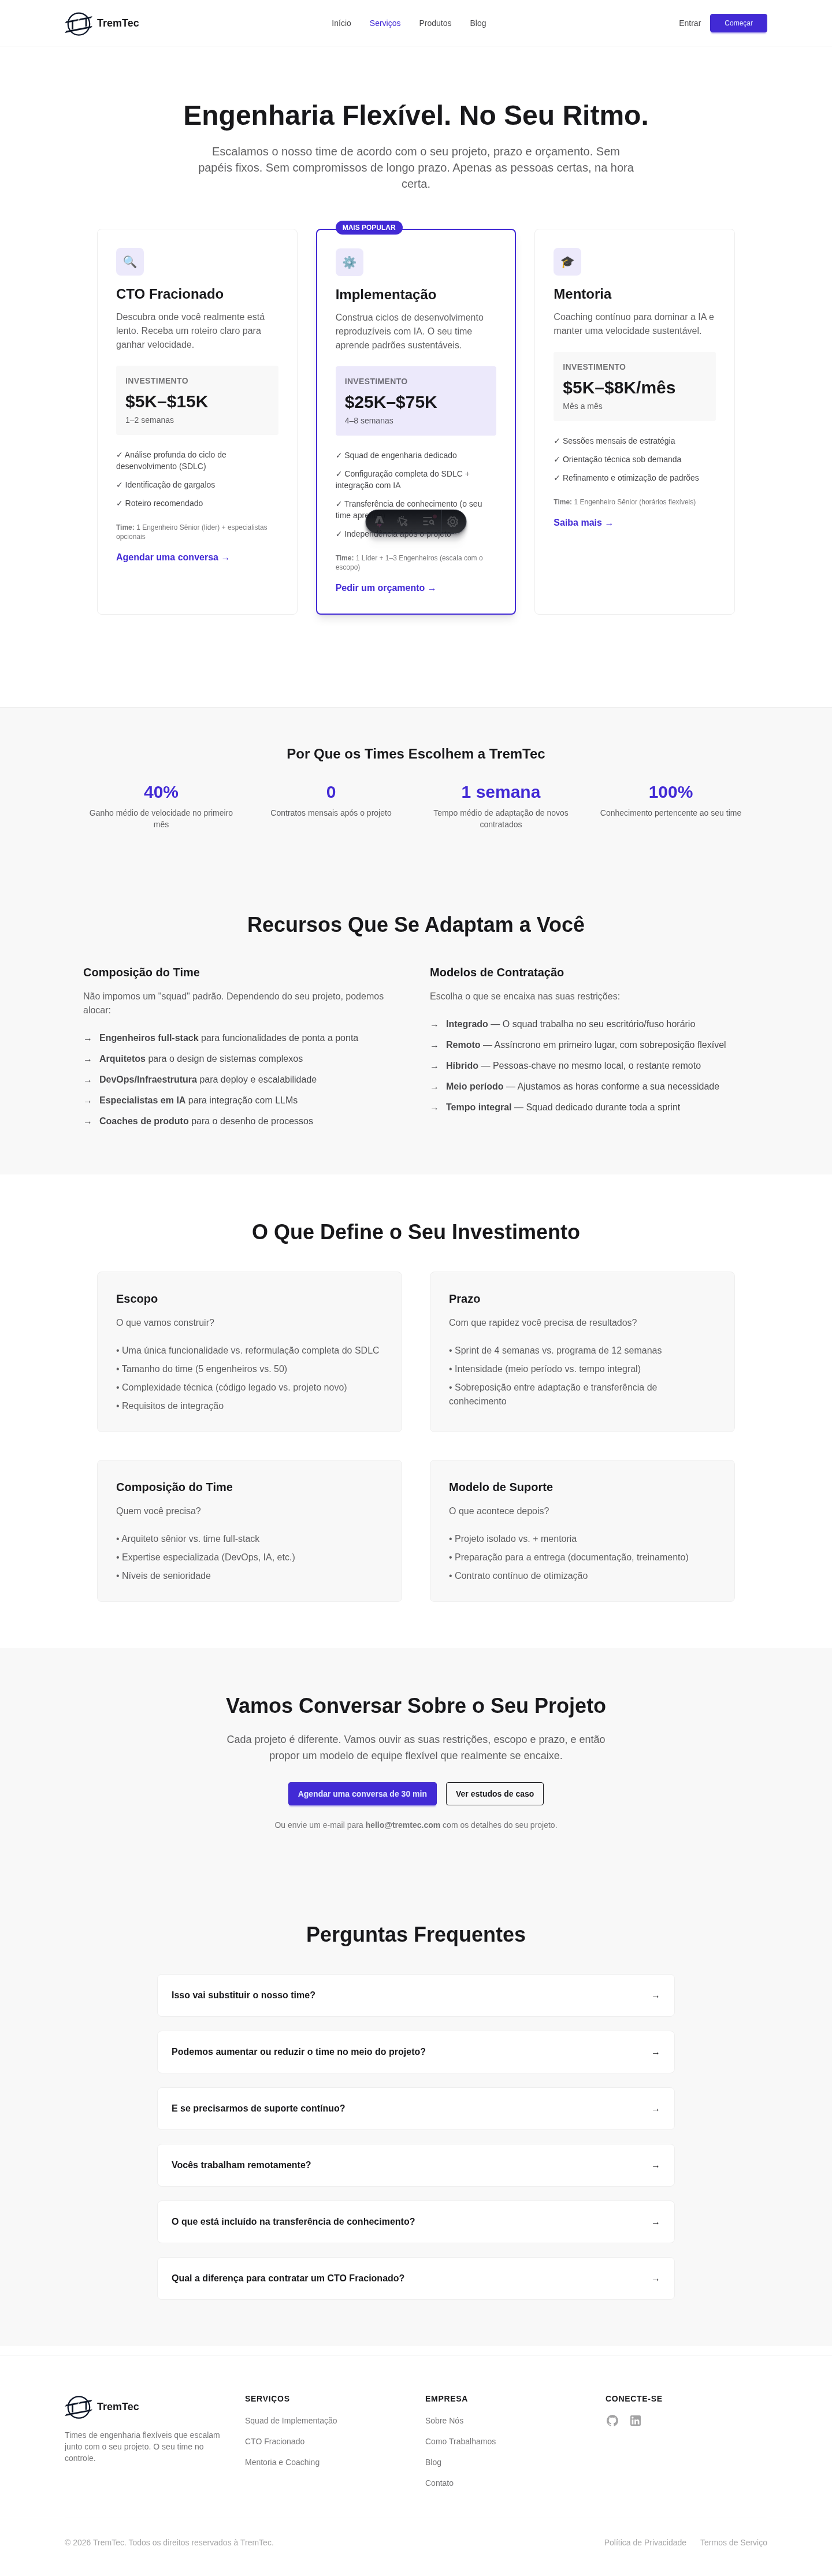 TremTec
Início
Serviços
Produtos
Blog
Entrar
Começar
Engenharia Flexível. No Seu Ritmo.
Escalamos o nosso time de acordo com o seu projeto, prazo e orçamento. Sem
papéis fixos. Sem compromissos de longo prazo. Apenas as pessoas certas, na hora
certa.
🔍
CTO Fracionado
Descubra onde você realmente está
lento. Receba um roteiro claro para
ganhar velocidade.
INVESTIMENTO
$5K–$15K
1–2 semanas
✓ Análise profunda do ciclo de
desenvolvimento (SDLC)
✓ Identificação de gargalos
✓ Roteiro recomendado
Time: 1 Engenheiro Sênior (líder) + especialistas
opcionais
Agendar uma conversa →
MAIS POPULAR
⚙️
Implementação
Construa ciclos de desenvolvimento
reproduzíveis com IA. O seu time
aprende padrões sustentáveis.
INVESTIMENTO
$25K–$75K
4–8 semanas
✓ Squad de engenharia dedicado
✓ Configuração completa do SDLC +
integração com IA
✓ Transferência de conhecimento (o seu
time
✓ Independência após o projeto
Time: 1 Líder + 1–3 Engenheiros (escala com o
escopo)
Pedir um orçamento →
🎓
Mentoria
Coaching contínuo para dominar a IA e
manter uma velocidade sustentável.
INVESTIMENTO
$5K–$8K/mês
Mês a mês
✓ Sessões mensais de estratégia
✓ Orientação técnica sob demanda
✓ Refinamento e otimização de padrões
Time: 1 Engenheiro Sênior (horários flexíveis)
Saiba mais →
Por Que os Times Escolhem a TremTec
40%
Ganho médio de velocidade no primeiro
mês
0
Contratos mensais após o projeto
1 semana
Tempo médio de adaptação de novos
contratados
100%
Conhecimento pertencente ao seu time
Recursos Que Se Adaptam a Você
Composição do Time
Não impomos um "squad" padrão. Dependendo do seu projeto, podemos
alocar:
→ Engenheiros full-stack para funcionalidades de ponta a ponta
→ Arquitetos para o design de sistemas complexos
→ DevOps/Infraestrutura para deploy e escalabilidade
→ Especialistas em IA para integração com LLMs
→ Coaches de produto para o desenho de processos
Modelos de Contratação
Escolha o que se encaixa nas suas restrições:
→ Integrado — O squad trabalha no seu escritório/fuso horário
→ Remoto — Assíncrono em primeiro lugar, com sobreposição flexível
→ Híbrido — Pessoas-chave no mesmo local, o restante remoto
→ Meio período — Ajustamos as horas conforme a sua necessidade
→ Tempo integral — Squad dedicado durante toda a sprint
O Que Define o Seu Investimento
Escopo
O que vamos construir?
• Uma única funcionalidade vs. reformulação completa do SDLC
• Tamanho do time (5 engenheiros vs. 50)
• Complexidade técnica (código legado vs. projeto novo)
• Requisitos de integração
Prazo
Com que rapidez você precisa de resultados?
• Sprint de 4 semanas vs. programa de 12 semanas
• Intensidade (meio período vs. tempo integral)
• Sobreposição entre adaptação e transferência de
conhecimento
Composição do Time
Quem você precisa?
• Arquiteto sênior vs. time full-stack
• Expertise especializada (DevOps, IA, etc.)
• Níveis de senioridade
Modelo de Suporte
O que acontece depois?
• Projeto isolado vs. + mentoria
• Preparação para a entrega (documentação, treinamento)
• Contrato contínuo de otimização
Vamos Conversar Sobre o Seu Projeto
Cada projeto é diferente. Vamos ouvir as suas restrições, escopo e prazo, e então
propor um modelo de equipe flexível que realmente se encaixe.
Agendar uma conversa de 30 min
Ver estudos de caso
Ou envie um e-mail para hello@tremtec.com com os detalhes do seu projeto.
Perguntas Frequentes
Isso vai substituir o nosso time? →
Podemos aumentar ou reduzir o time no meio do projeto? →
E se precisarmos de suporte contínuo? →
Vocês trabalham remotamente? →
O que está incluído na transferência de conhecimento? →
Qual a diferença para contratar um CTO Fracionado? →
TremTec
Times de engenharia flexíveis que escalam
junto com o seu projeto. O seu time no
controle.
SERVIÇOS
Squad de Implementação
CTO Fracionado
Mentoria e Coaching
EMPRESA
Sobre Nós
Como Trabalhamos
Blog
Contato
CONECTE-SE
© 2026 TremTec. Todos os direitos reservados à TremTec.
Política de Privacidade
Termos de Serviço